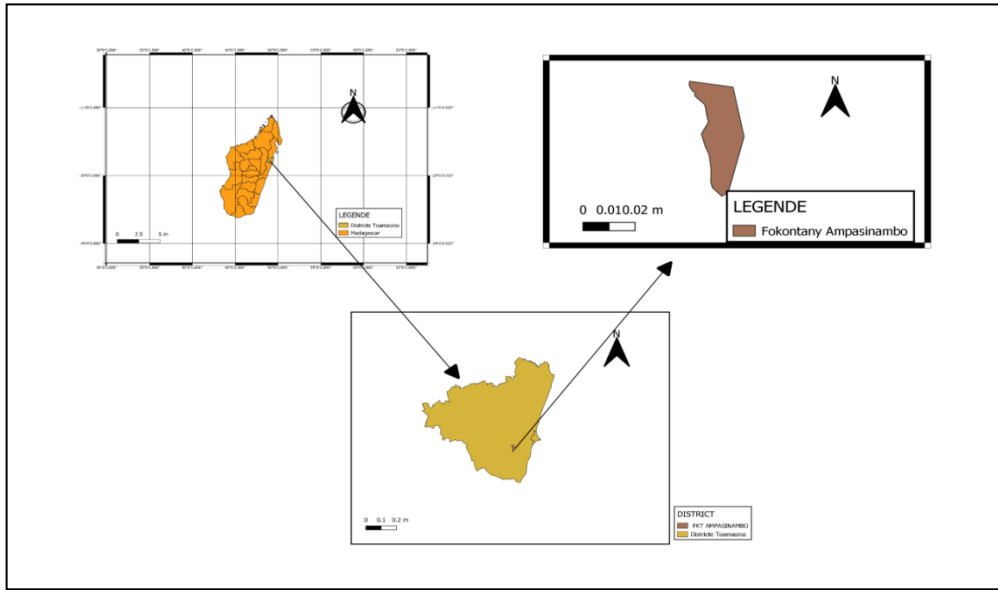 N
LEGENDE
Districte Toamasina
Madagascar
0 2.5 5 m
N
0 0.010.02 m
LEGENDE
Fokontany Ampasinambo
N
0 0.1 0.2 m
DISTRICT
FKT AMPASINAMBO
Districte Toamasina